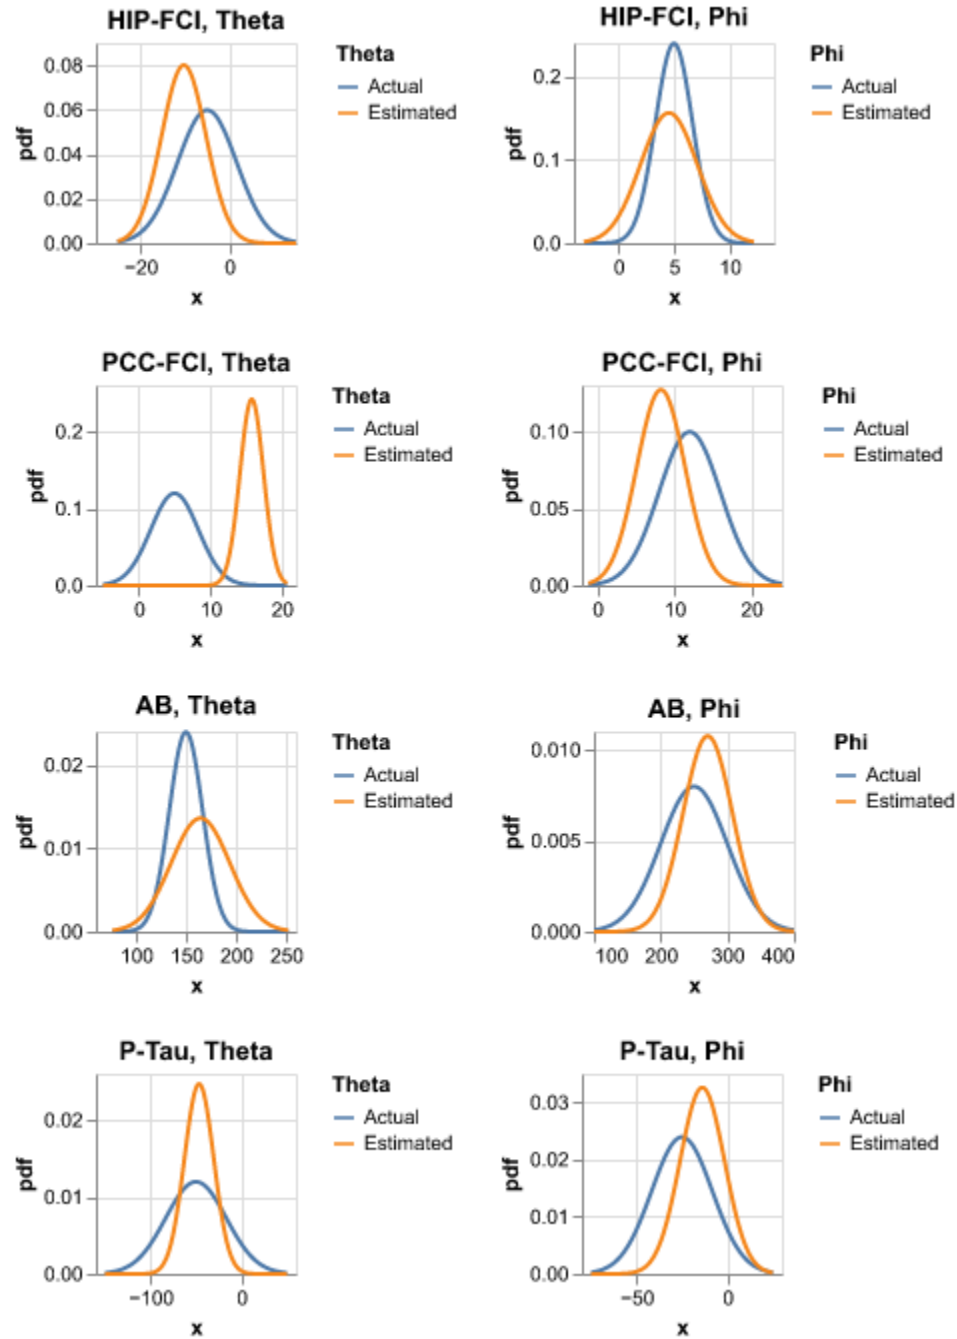 HIP-FCI, Theta
Theta
Actual
Estimated
0.08
0.06
0.04
0.02
0.00
pdf
−20 0
x
HIP-FCI, Phi
Phi
Actual
Estimated
0.2
0.1
0.0
pdf
0 5 10
x
PCC-FCI, Theta
Theta
Actual
Estimated
0.2
0.1
0.0
pdf
0 10 20
x
PCC-FCI, Phi
Phi
Actual
Estimated
0.10
0.05
0.00
pdf
0 10 20
x
AB, Theta
Theta
Actual
Estimated
0.02
0.01
0.00
pdf
100 150 200 250
x
AB, Phi
Phi
Actual
Estimated
0.010
0.005
0.000
pdf
100 200 300 400
x
P-Tau, Theta
Theta
Actual
Estimated
0.02
0.01
0.00
pdf
−100 0
x
P-Tau, Phi
Phi
Actual
Estimated
0.03
0.02
0.01
0.00
pdf
−50 0
x